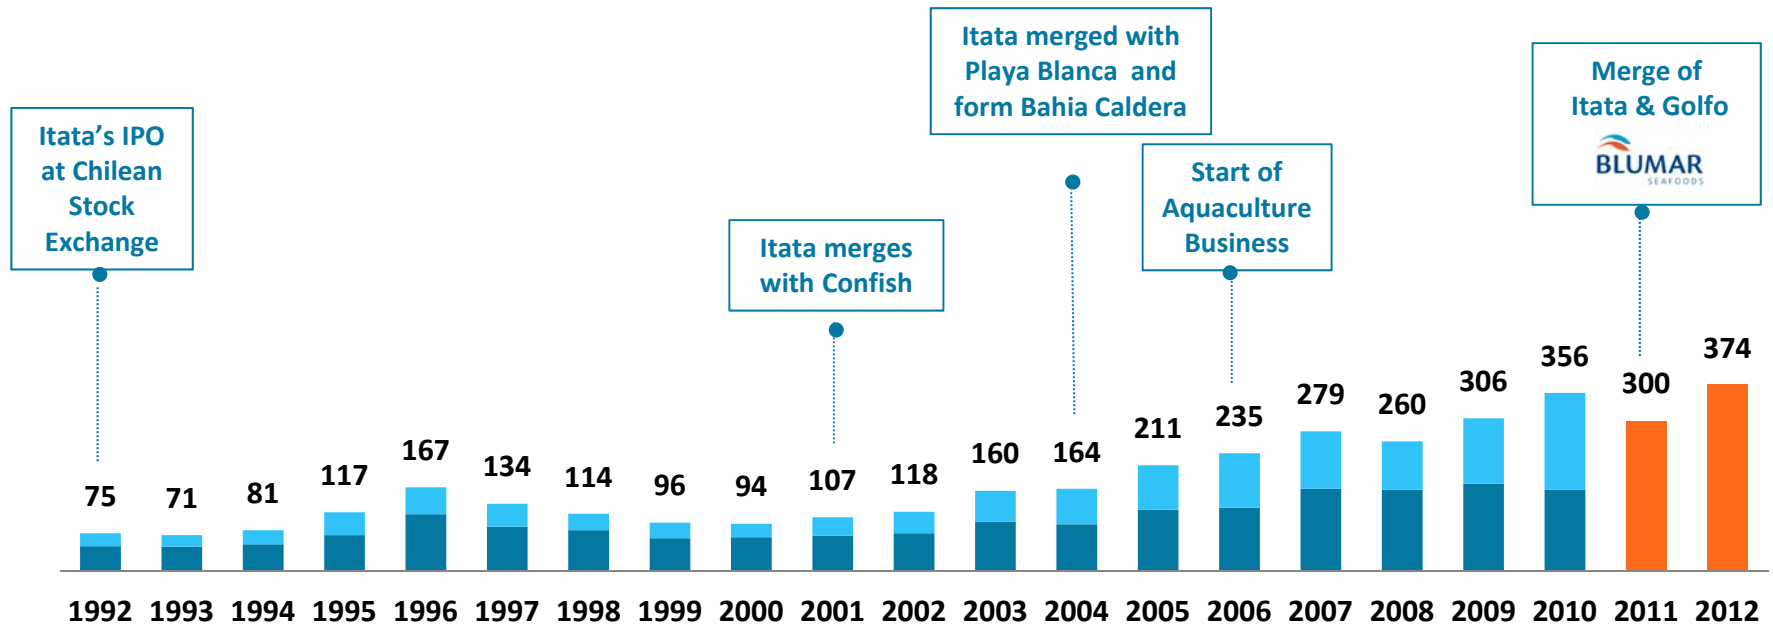 Itata merged with
Playa Blanca and
form Bahia Caldera
Merge of
Itata & Golfo
BLUMAR
SEAFOODS
Itata's IPO
at Chilean
Stock
Exchange
Start of
Aquaculture
Business
Itata merges
with Confish
75 71 81 117 167 134 114 96 94 107 118 160 164 211 235 279 260 306 356 300 374
1992 1993 1994 1995 1996 1997 1998 1999 2000 2001 2002 2003 2004 2005 2006 2007 2008 2009 2010 2011 2012